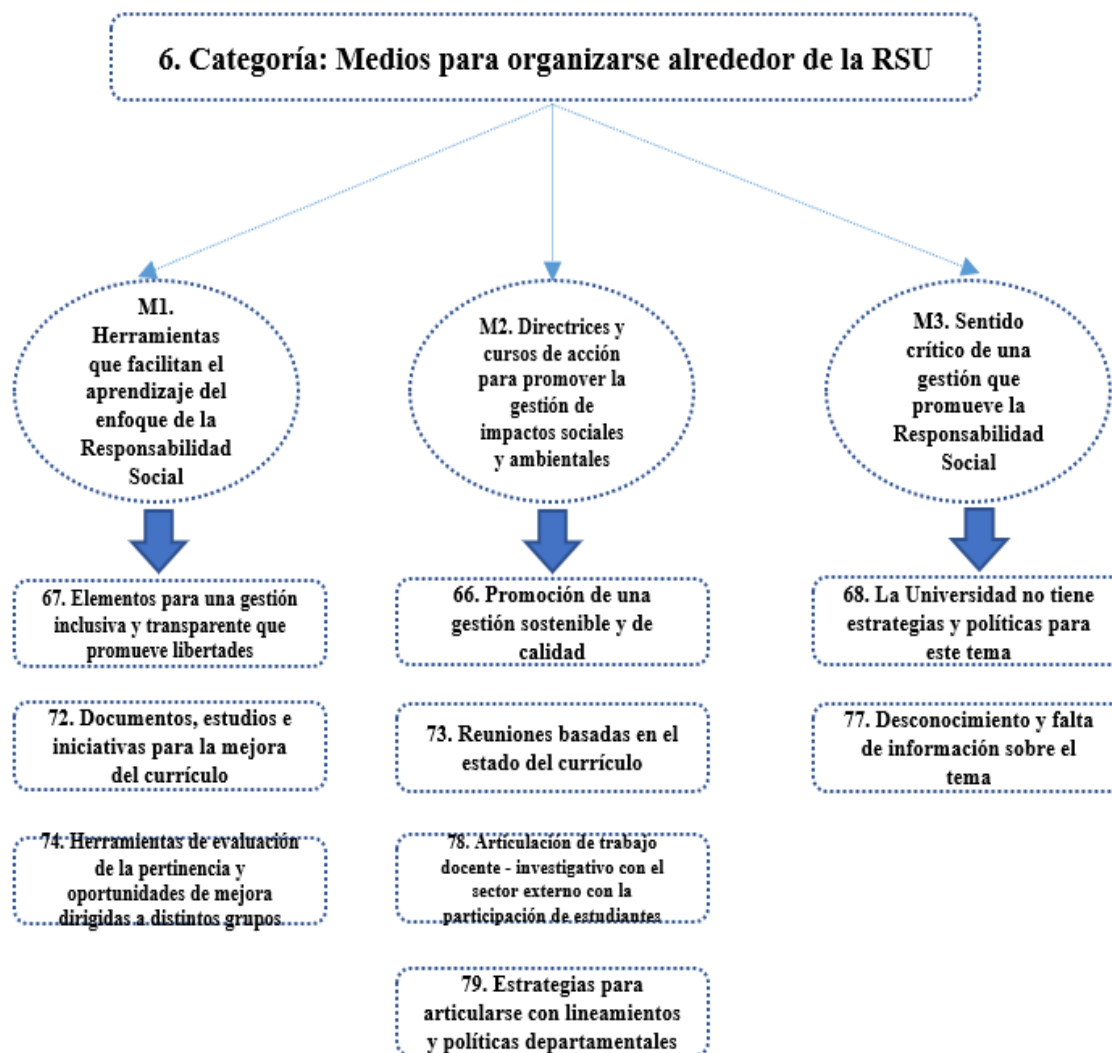 6. Categoría: Medios para organizarse alrededor de la RSU
M1.
Herramientas
que facilitan el
aprendizaje del
enfoque de la
Responsabilidad
Social
M2. Directrices y
cursos de acción
para promover la
gestión de
impactos sociales
y ambientales
M3. Sentido
crítico de una
gestión que
promueve la
Responsabilidad
Social
67. Elementos para una gestión
inclusiva y transparente que
promueve libertades
72. Documentos, estudios e
iniciativas para la mejora
del currículo
74. Herramientas de evaluación
de la pertinencia y
oportunidades de mejora
dirigidas a distintos grupos
66. Promoción de una
gestión sostenible y de
calidad
73. Reuniones basadas en el
estado del currículo
78. Articulación de trabajo
docente - investigativo con el
sector externo con la
participación de estudiantes
79. Estrategias para
articularse con lineamientos
y políticas departamentales
68. La Universidad no tiene
estrategias y políticas para
este tema
77. Desconocimiento y falta
de información sobre el
tema